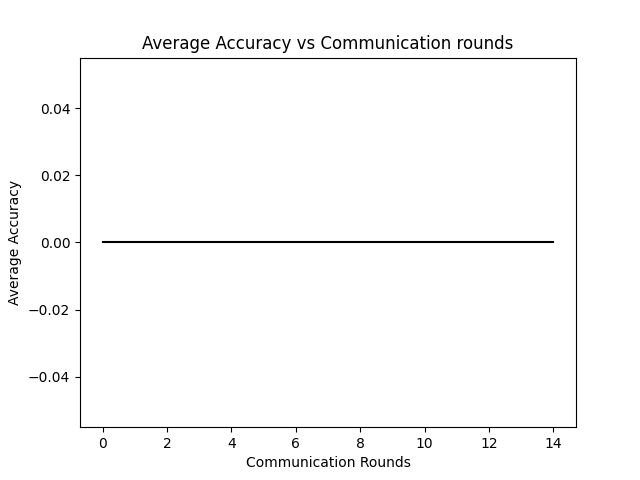 Average Accuracy vs Communication rounds
Average Accuracy
0.04
0.02
0.00
−0.02
−0.04
0 2 4 6 8 10 12 14
Communication Rounds